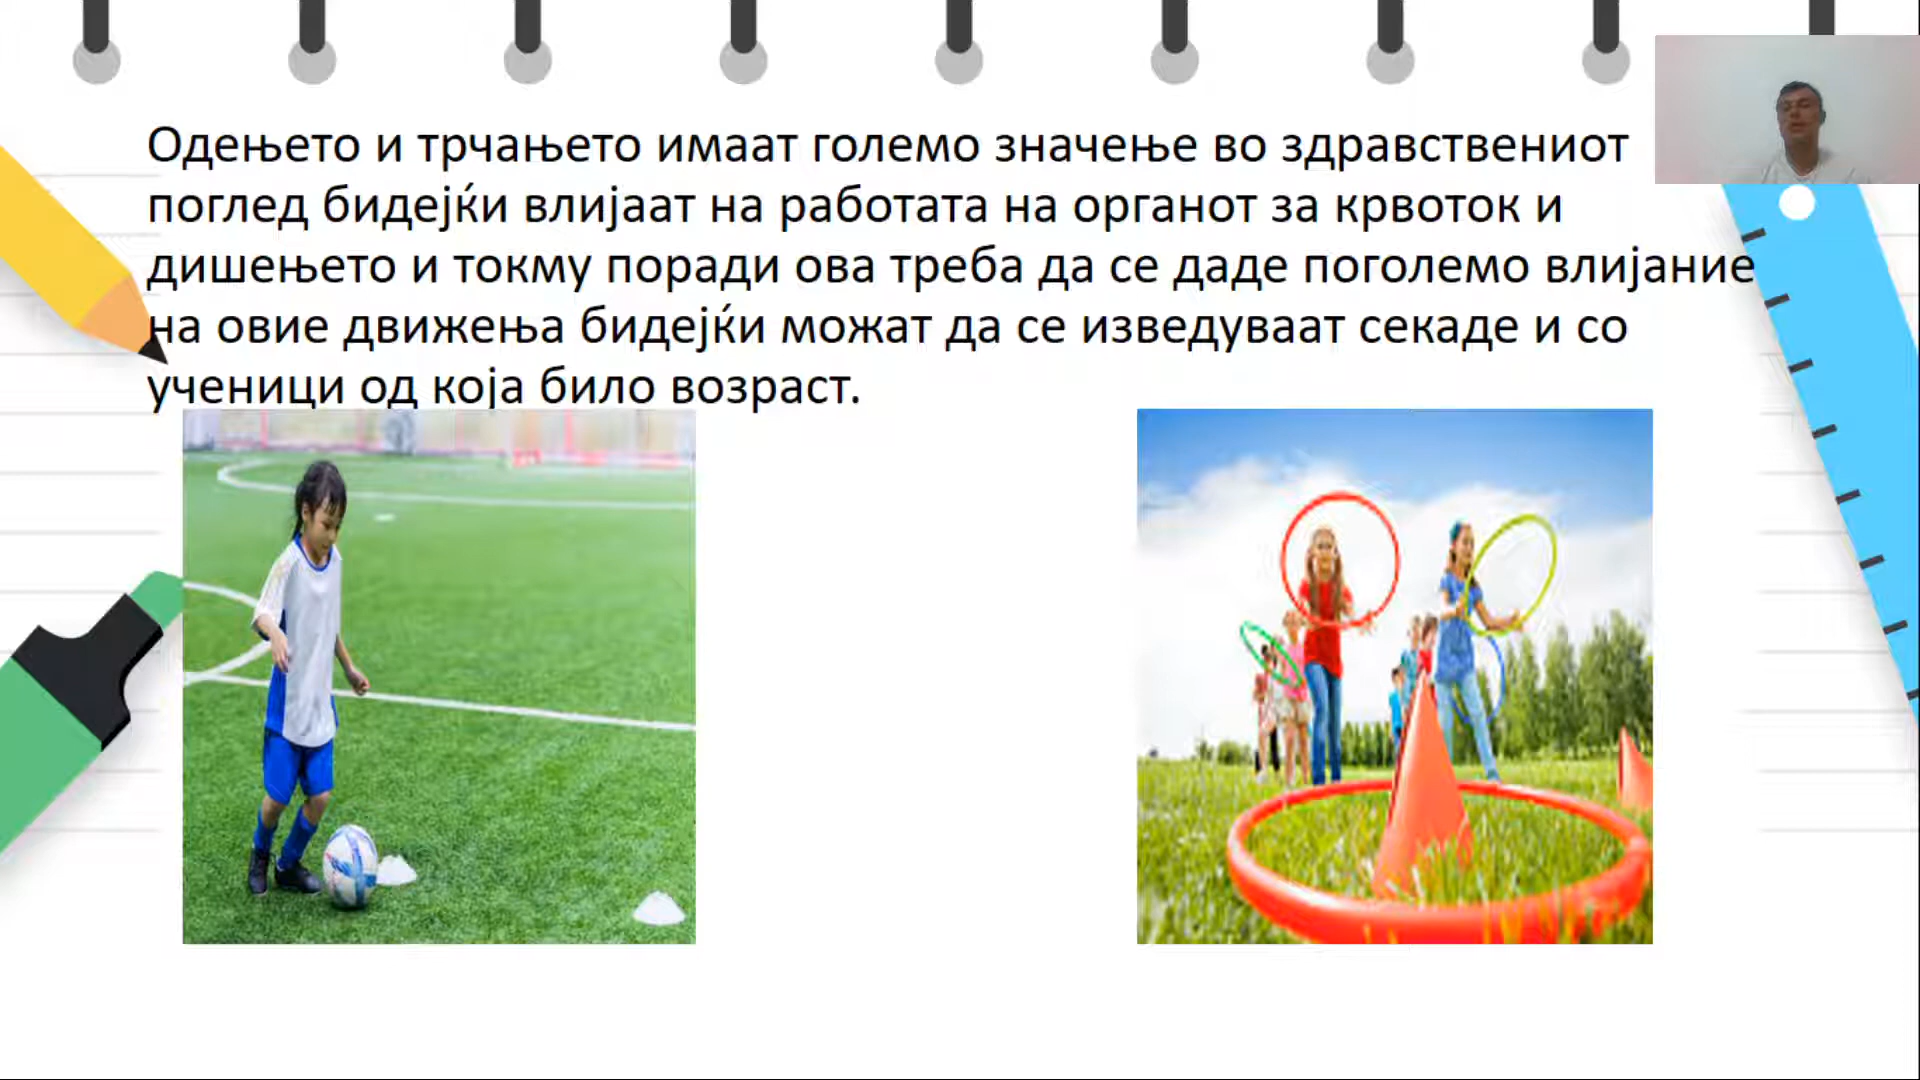 Одењето и трчањето имаат големо значење во здравствениот
поглед бидејќи влијаат на работата на органот за крвоток и
дишењето и токму поради ова треба да се даде поголемо влијание
на овие движења бидејќи можат да се изведуваат секаде и со
ученици од која било возраст.